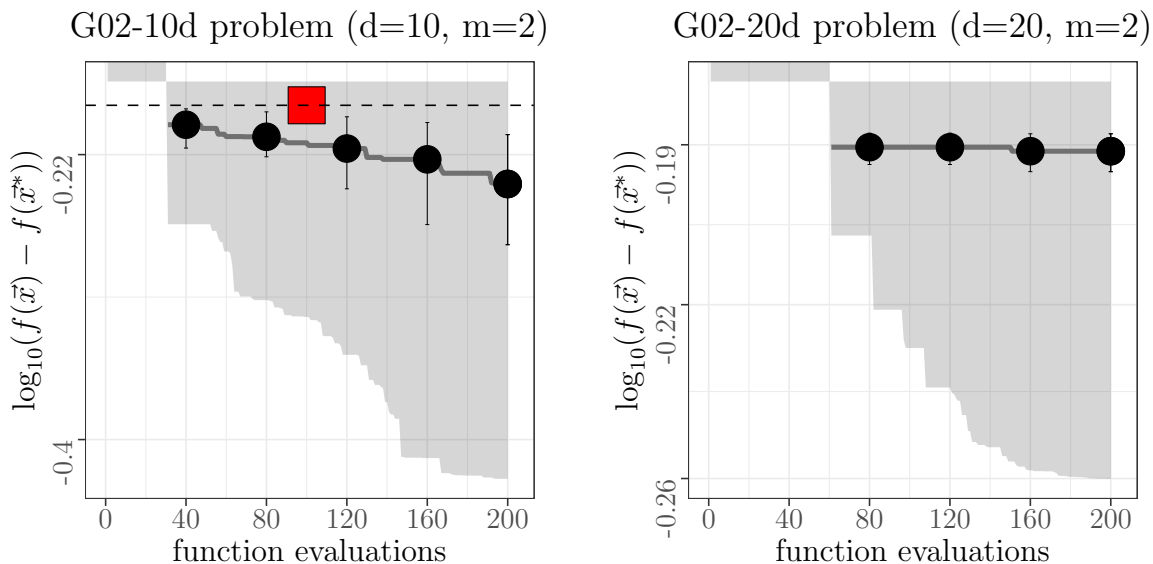 G02-10d problem (d=10, m=2)
log₁₀(f(x⃗) − f(x⃗*))
-0.22
-0.4
0 40 80 120 160 200
function evaluations
G02-20d problem (d=20, m=2)
log₁₀(f(x⃗) − f(x⃗*))
-0.19
-0.22
-0.26
0 40 80 120 160 200
function evaluations